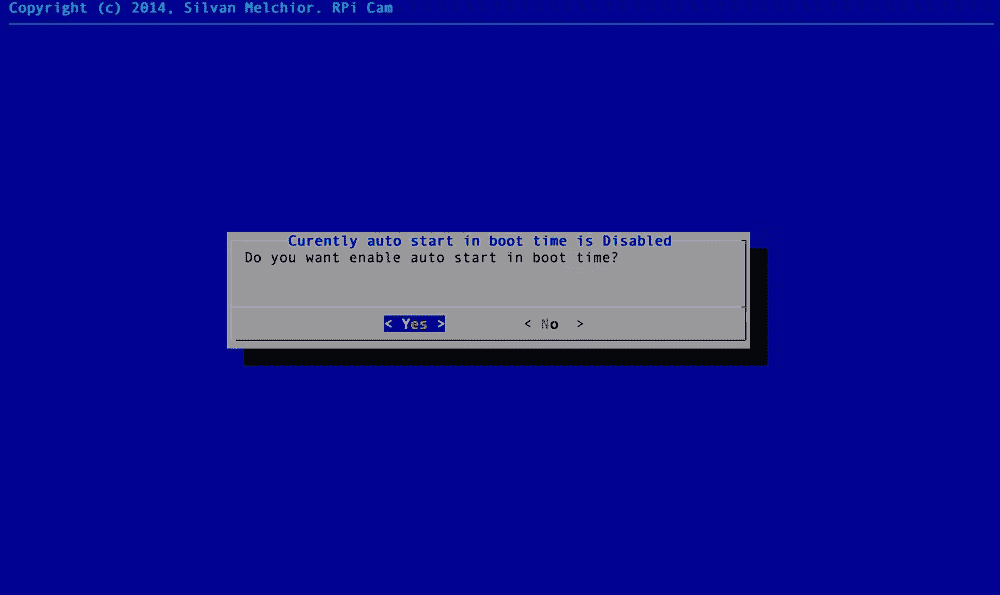 Copyright (c) 2014, Silvan Melchior. RPi Cam
Curently auto start in boot time is Disabled
Do you want enable auto start in boot time?
< Yes > < No >